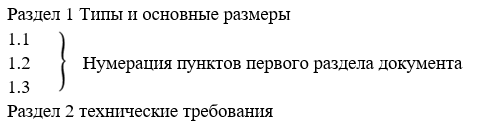 Раздел 1 Типы и основные размеры
1.1
1.2 Нумерация пунктов первого раздела документа
1.3
Раздел 2 технические требования